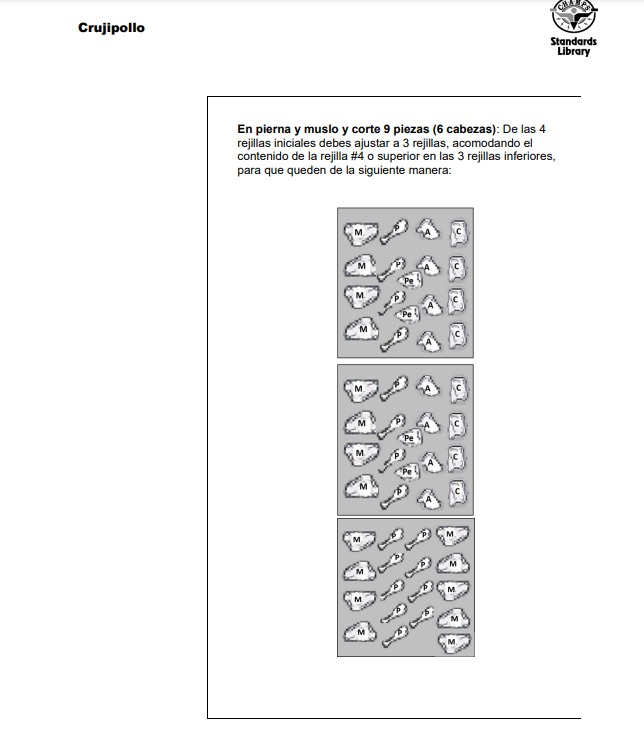 Crujipollo
CHAMPS
Standards
Library
En pierna y muslo y corte 9 piezas (6 cabezas): De las 4
rejillas iniciales debes ajustar a 3 rejillas, acomodando el
contenido de la rejilla #4 o superior en las 3 rejillas inferiores,
para que queden de la siguiente manera:
M P A C
M P A C
Pe
M P A C
Pe
M P A C
M P A C
M P A C
Pe
M P A C
Pe
M P A C
M P P M
M P P M
M P P M
P P M
M P M